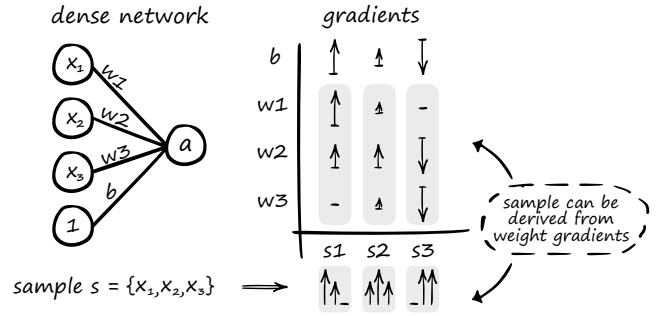 dense network
gradients
x₁
x₂
x₃
1
w1
w2
w3
b
a
b
w1
w2
w3
s1 s2 s3
sample can be
derived from
weight gradients
sample s = {x₁,x₂,x₃}